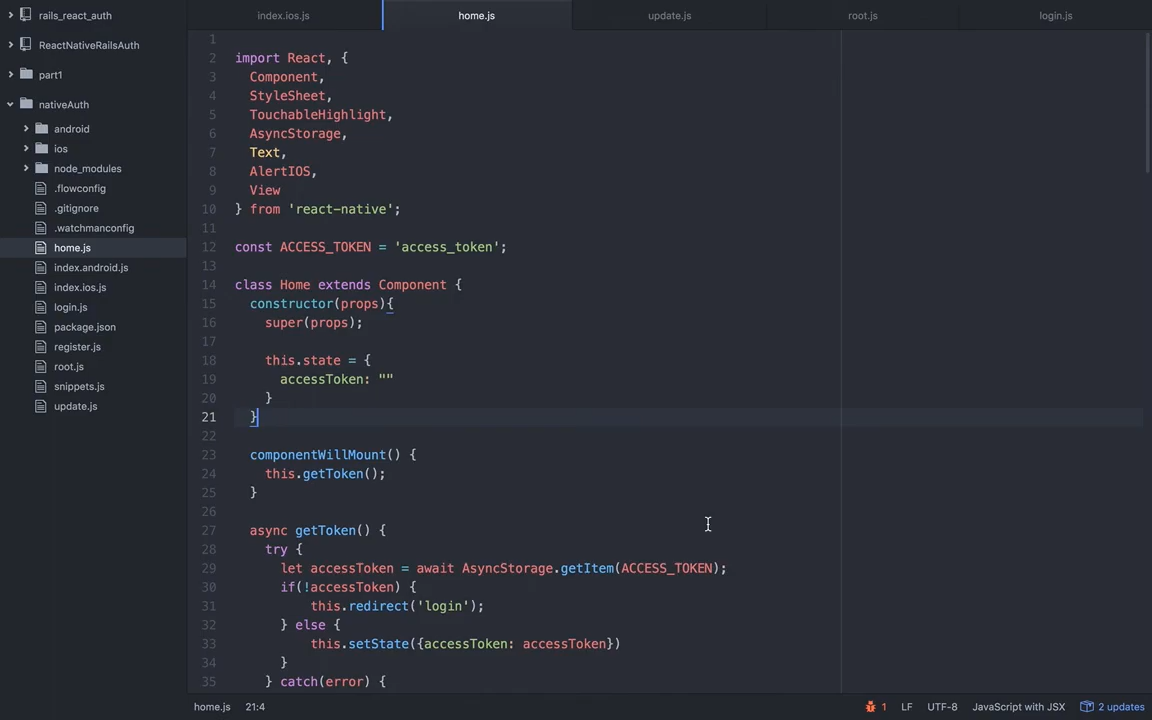 rails_react_auth
ReactNativeRailsAuth
part1
nativeAuth
android
ios
node_modules
.flowconfig
.gitignore
.watchmanconfig
home.js
index.android.js
index.ios.js
login.js
package.json
register.js
root.js
snippets.js
update.js
index.ios.js home.js update.js root.js login.js
1
2 import React, {
3 Component,
4 StyleSheet,
5 TouchableHighlight,
6 AsyncStorage,
7 Text,
8 AlertIOS,
9 View
10 } from 'react-native';
11
12 const ACCESS_TOKEN = 'access_token';
13
14 class Home extends Component {
15 constructor(props){
16 super(props);
17
18 this.state = {
19 accessToken: ""
20 }
21 }
22
23 componentWillMount() {
24 this.getToken();
25 }
26
27 async getToken() {
28 try {
29 let accessToken = await AsyncStorage.getItem(ACCESS_TOKEN);
30 if(!accessToken) {
31 this.redirect('login');
32 } else {
33 this.setState({accessToken: accessToken})
34 }
35 } catch(error) {
home.js 21:4 1 LF UTF-8 JavaScript with JSX 2 updates